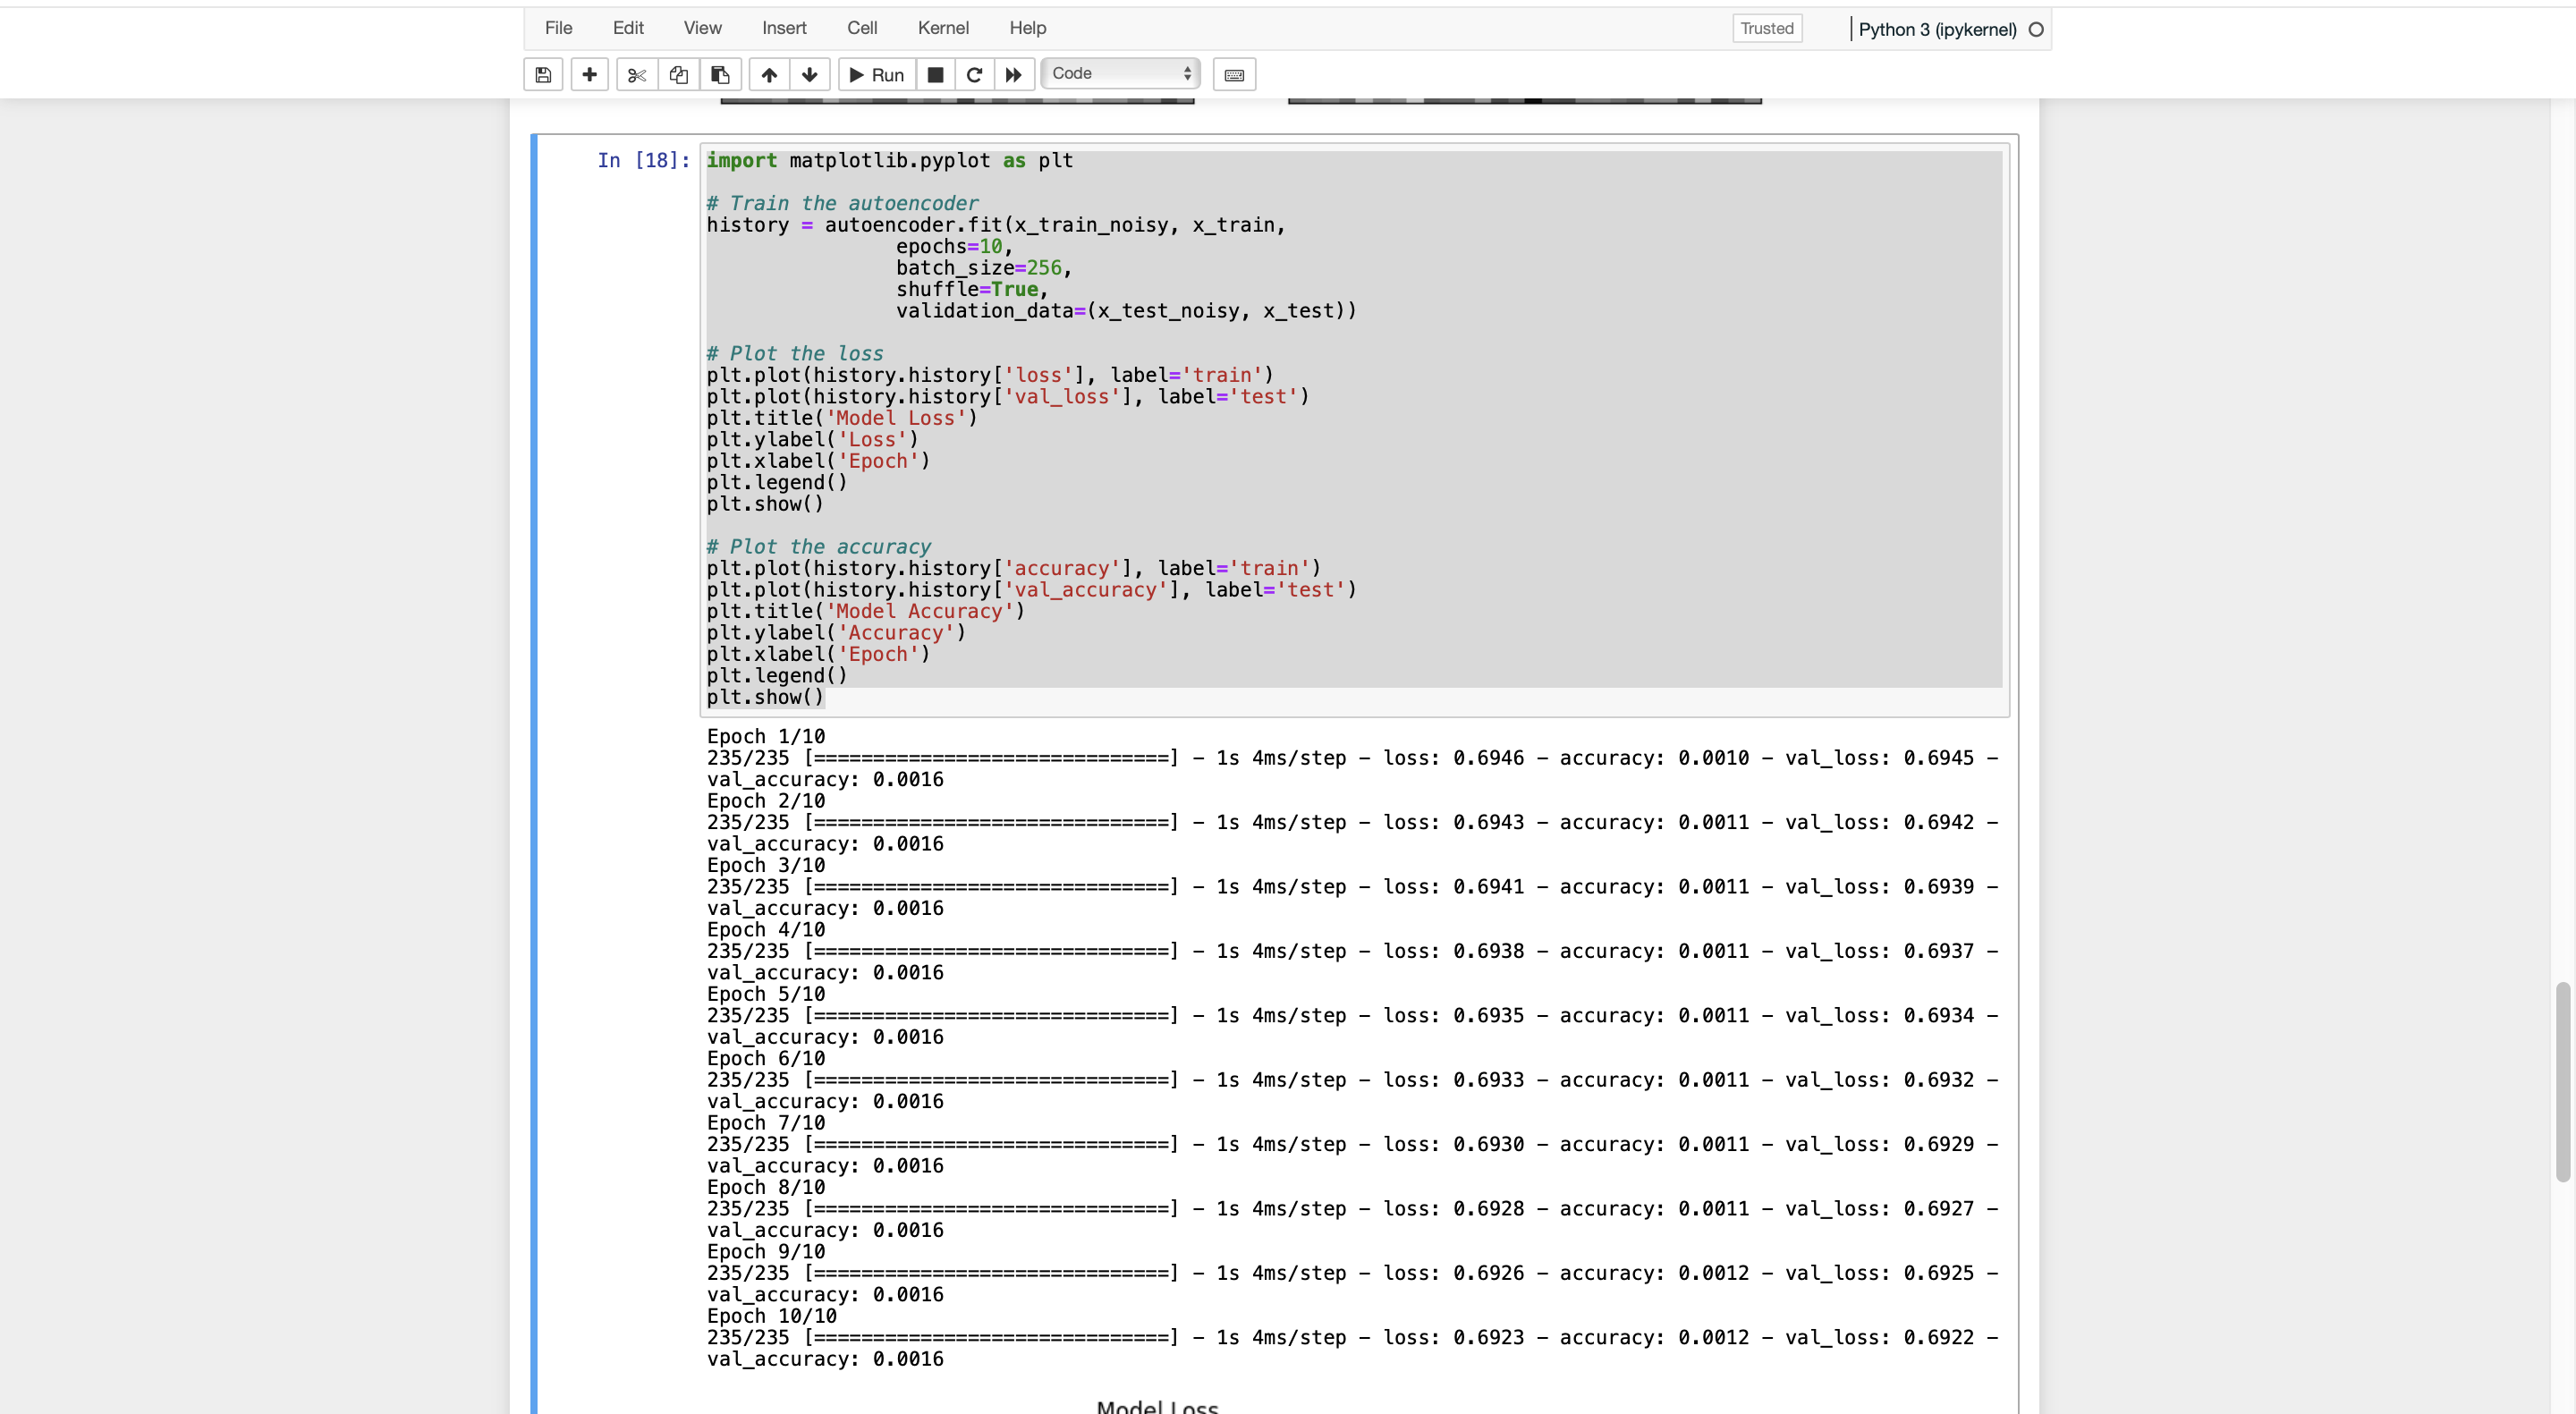 File Edit View Insert Cell Kernel Help Trusted Python 3 (ipykernel)
Run Code
In [18]: import matplotlib.pyplot as plt
# Train the autoencoder
history = autoencoder.fit(x_train_noisy, x_train,
epochs=10,
batch_size=256,
shuffle=True,
validation_data=(x_test_noisy, x_test))
# Plot the loss
plt.plot(history.history['loss'], label='train')
plt.plot(history.history['val_loss'], label='test')
plt.title('Model Loss')
plt.ylabel('Loss')
plt.xlabel('Epoch')
plt.legend()
plt.show()
# Plot the accuracy
plt.plot(history.history['accuracy'], label='train')
plt.plot(history.history['val_accuracy'], label='test')
plt.title('Model Accuracy')
plt.ylabel('Accuracy')
plt.xlabel('Epoch')
plt.legend()
plt.show()
Epoch 1/10
235/235 [==============================] - 1s 4ms/step - loss: 0.6946 - accuracy: 0.0010 - val_loss: 0.6945 -
val_accuracy: 0.0016
Epoch 2/10
235/235 [==============================] - 1s 4ms/step - loss: 0.6943 - accuracy: 0.0011 - val_loss: 0.6942 -
val_accuracy: 0.0016
Epoch 3/10
235/235 [==============================] - 1s 4ms/step - loss: 0.6941 - accuracy: 0.0011 - val_loss: 0.6939 -
val_accuracy: 0.0016
Epoch 4/10
235/235 [==============================] - 1s 4ms/step - loss: 0.6938 - accuracy: 0.0011 - val_loss: 0.6937 -
val_accuracy: 0.0016
Epoch 5/10
235/235 [==============================] - 1s 4ms/step - loss: 0.6935 - accuracy: 0.0011 - val_loss: 0.6934 -
val_accuracy: 0.0016
Epoch 6/10
235/235 [==============================] - 1s 4ms/step - loss: 0.6933 - accuracy: 0.0011 - val_loss: 0.6932 -
val_accuracy: 0.0016
Epoch 7/10
235/235 [==============================] - 1s 4ms/step - loss: 0.6930 - accuracy: 0.0011 - val_loss: 0.6929 -
val_accuracy: 0.0016
Epoch 8/10
235/235 [==============================] - 1s 4ms/step - loss: 0.6928 - accuracy: 0.0011 - val_loss: 0.6927 -
val_accuracy: 0.0016
Epoch 9/10
235/235 [==============================] - 1s 4ms/step - loss: 0.6926 - accuracy: 0.0012 - val_loss: 0.6925 -
val_accuracy: 0.0016
Epoch 10/10
235/235 [==============================] - 1s 4ms/step - loss: 0.6923 - accuracy: 0.0012 - val_loss: 0.6922 -
val_accuracy: 0.0016
Model Loss